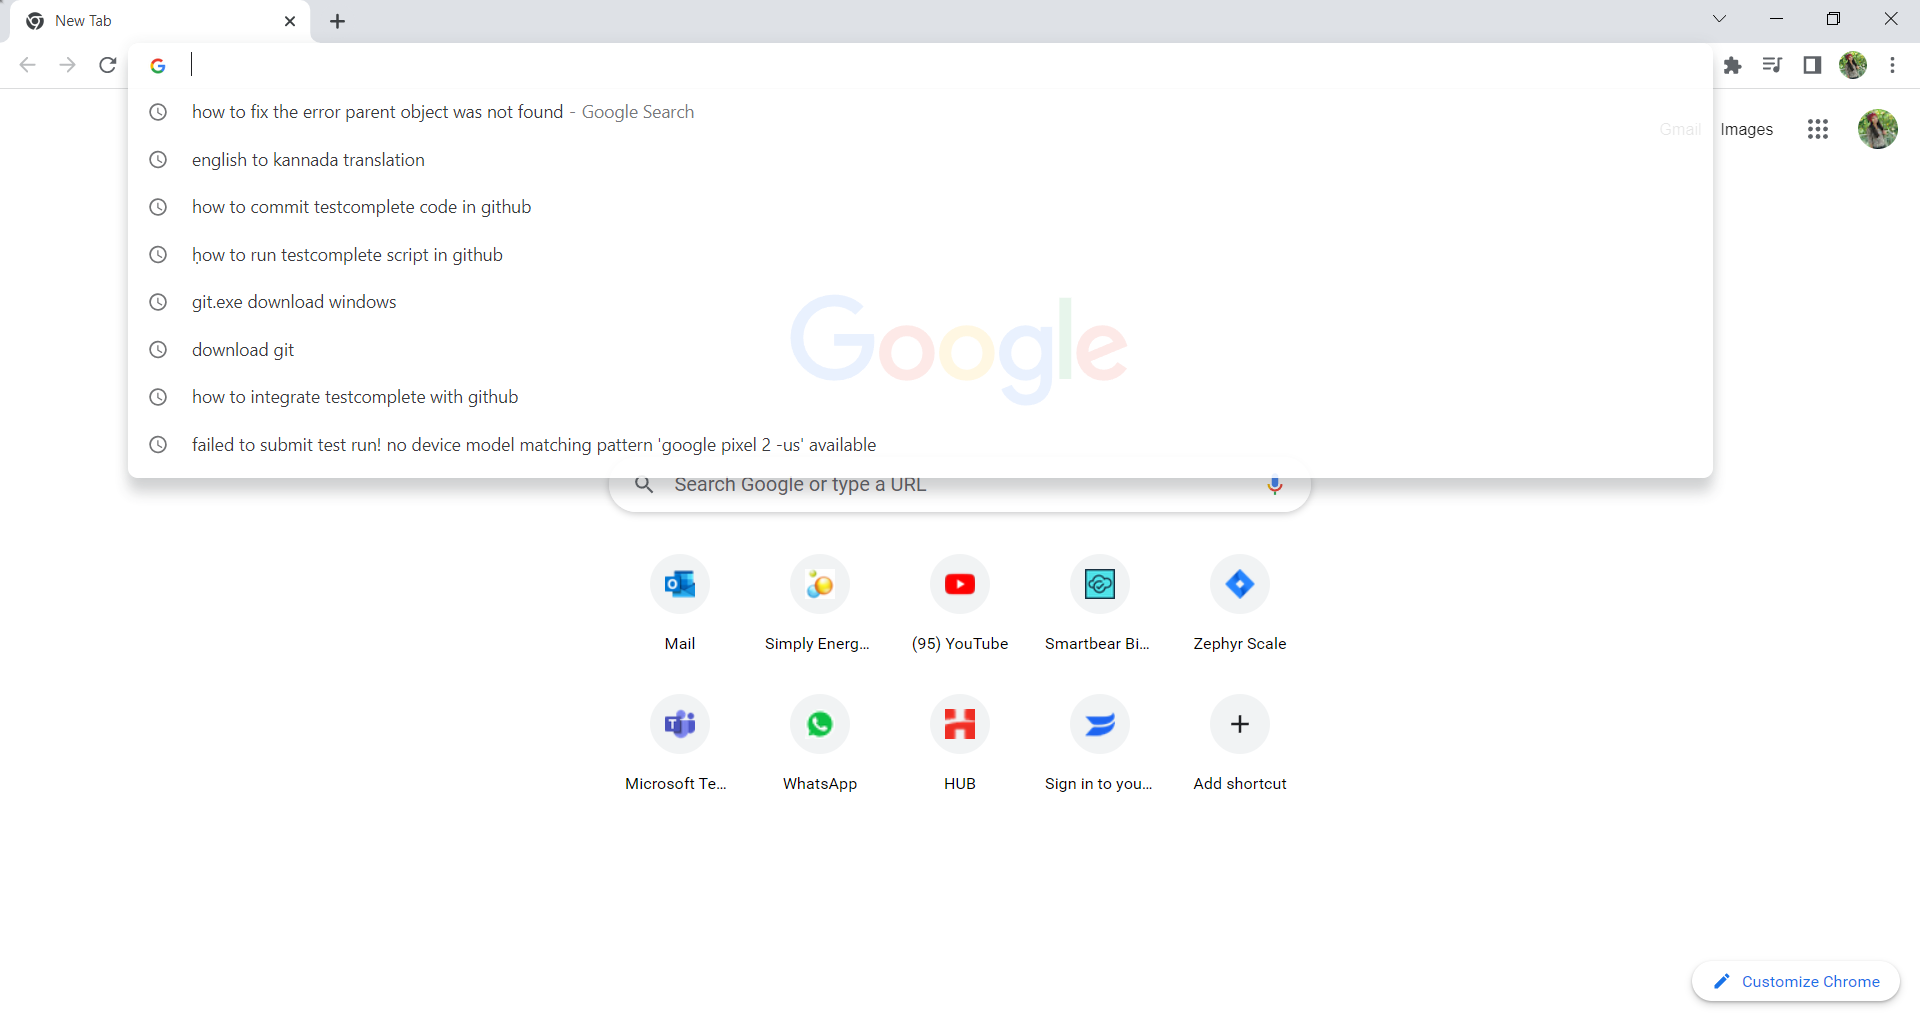 New Tab
how to fix the error parent object was not found - Google Search
Gmail Images
english to kannada translation
how to commit testcomplete code in github
ḥow to run testcomplete script in github
git.exe download windows
Google
download git
how to integrate testcomplete with github
failed to submit test run! no device model matching pattern 'google pixel 2 -us' available
Search Google or type a URL
Mail Simply Energ... (95) YouTube Smartbear Bi... Zephyr Scale
Microsoft Te... WhatsApp HUB Sign in to you... Add shortcut
Customize Chrome